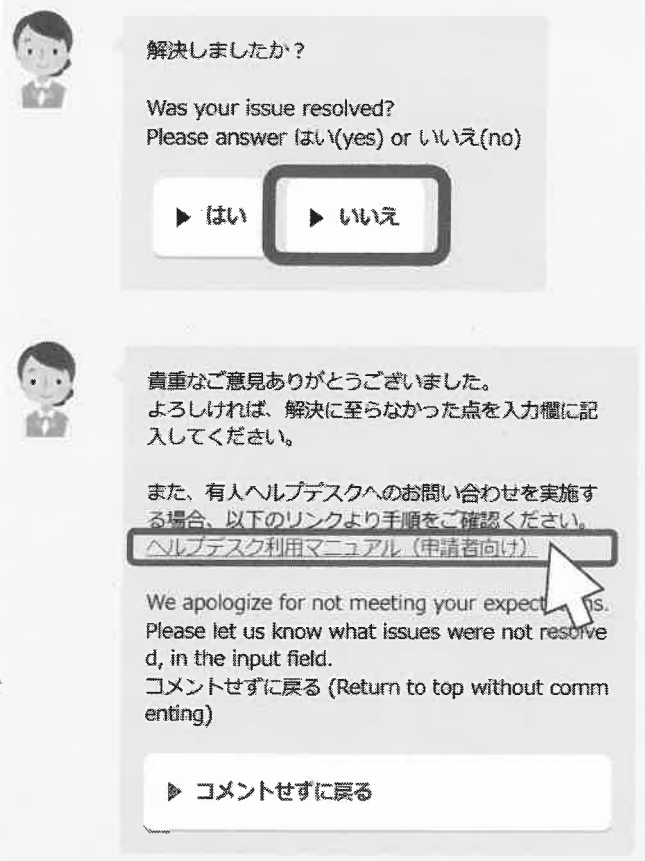 解決しましたか？
Was your issue resolved?
Please answer はい(yes) or いいえ(no)
▶ はい
▶ いいえ
貴重なご意見ありがとうございました。
よろしければ、解決に至らなかった点を入力欄に記
入してください。
また、有人ヘルプデスクへのお問い合わせを実施す
る場合、以下のリンクより手順をご確認ください。
ヘルプデスク利用マニュアル（申請者向け）
We apologize for not meeting your expect ns.
Please let us know what issues were not resolve
d, in the input field.
コメントせずに戻る (Return to top without comm
enting)
▶ コメントせずに戻る